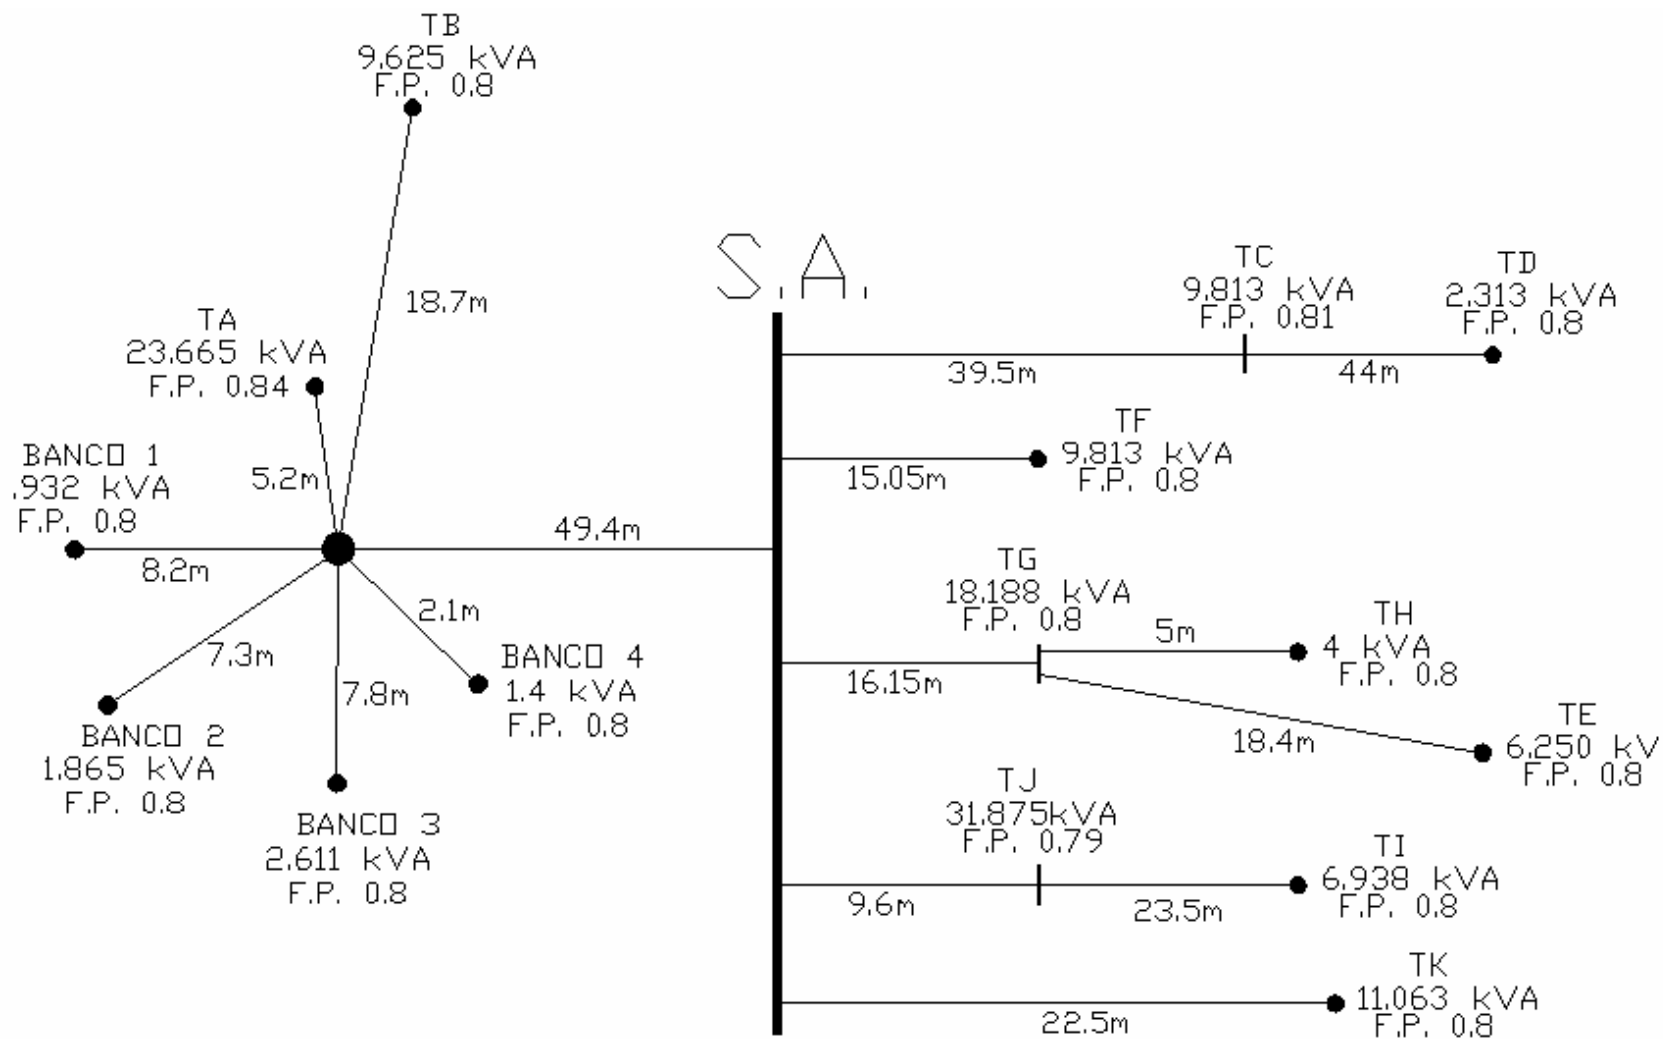 TB
9.625 kVA
F.P. 0.8
18.7m
TA
23.665 kVA
F.P. 0.84
5.2m
BANCO 1
.932 kVA
F.P. 0.8
8.2m
49.4m
7.3m
BANCO 2
1.865 kVA
F.P. 0.8
7.8m
BANCO 3
2.611 kVA
F.P. 0.8
2.1m
BANCO 4
1.4 kVA
F.P. 0.8
S.A.
TC
9.813 kVA
F.P. 0.81
39.5m
TD
2.313 kVA
F.P. 0.8
44m
TF
9.813 kVA
F.P. 0.8
15.05m
TG
18.188 kVA
F.P. 0.8
16.15m
5m
TH
4 kVA
F.P. 0.8
18.4m
TE
6.250 kV
F.P. 0.8
TJ
31.875kVA
F.P. 0.79
9.6m
TI
6.938 kVA
F.P. 0.8
23.5m
TK
11.063 kVA
F.P. 0.8
22.5m